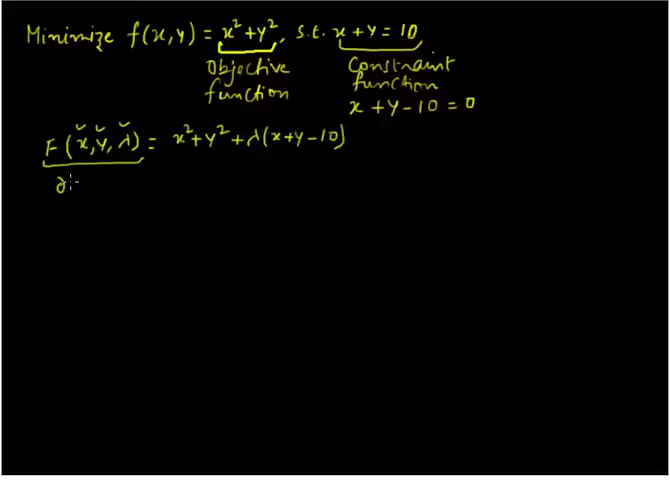 Minimize f(x,y) = x² + y², s.t. x + y = 10
Objective function
Constraint function
x + y - 10 = 0
F(x, y, λ) = x² + y² + λ(x + y - 10)
∂